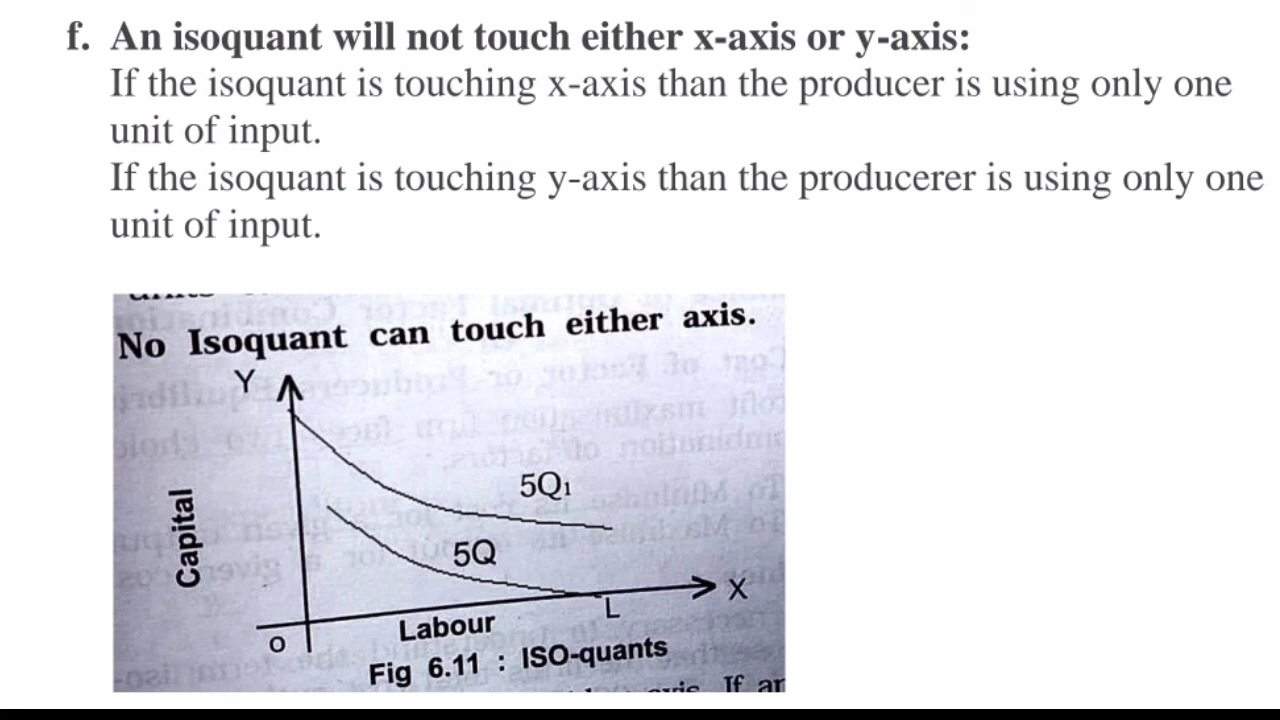 f. An isoquant will not touch either x-axis or y-axis:
If the isoquant is touching x-axis than the producer is using only one
unit of input.
If the isoquant is touching y-axis than the producerer is using only one
unit of input.
No Isoquant can touch either axis.
Y
5Q₁
Capital
5Q
X
L
O
Labour
Fig 6.11 : ISO-quants
axis If ar